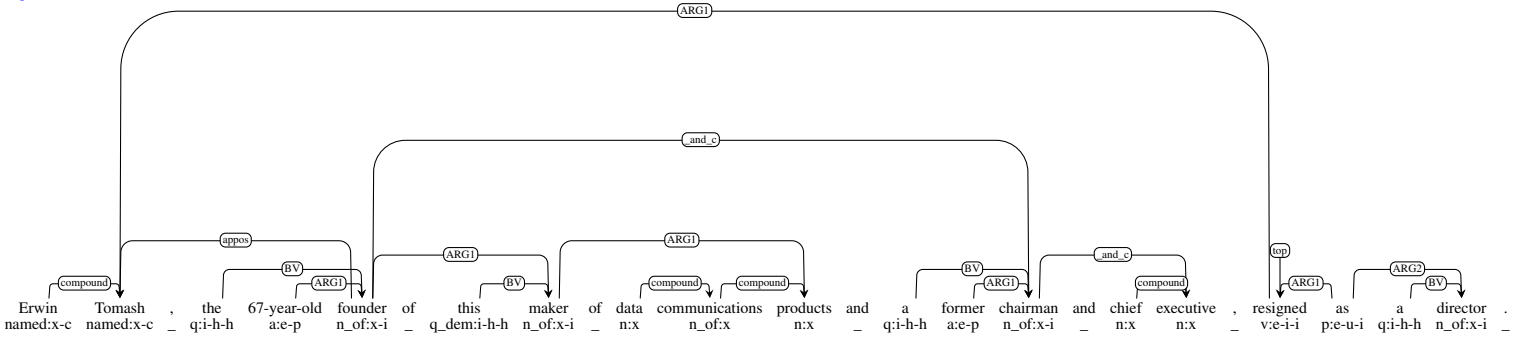 ARG1
_and_c
appos ARG1
top
ARG1 _and_c
BV BV ARG2
compound ARG1 BV compound compound ARG1 compound ARG1 BV
Erwin Tomash , the 67-year-old founder of this maker of data communications products and a former chairman and chief executive , resigned as a director .
named:x-c named:x-c _ q:i-h-h a:e-p n_of:x-i _ q_dem:i-h-h n_of:x-i _ n:x n_of:x n:x _ q:i-h-h a:e-p n_of:x-i _ n:x n:x _ v:e-i-i p:e-u-i q:i-h-h n_of:x-i _